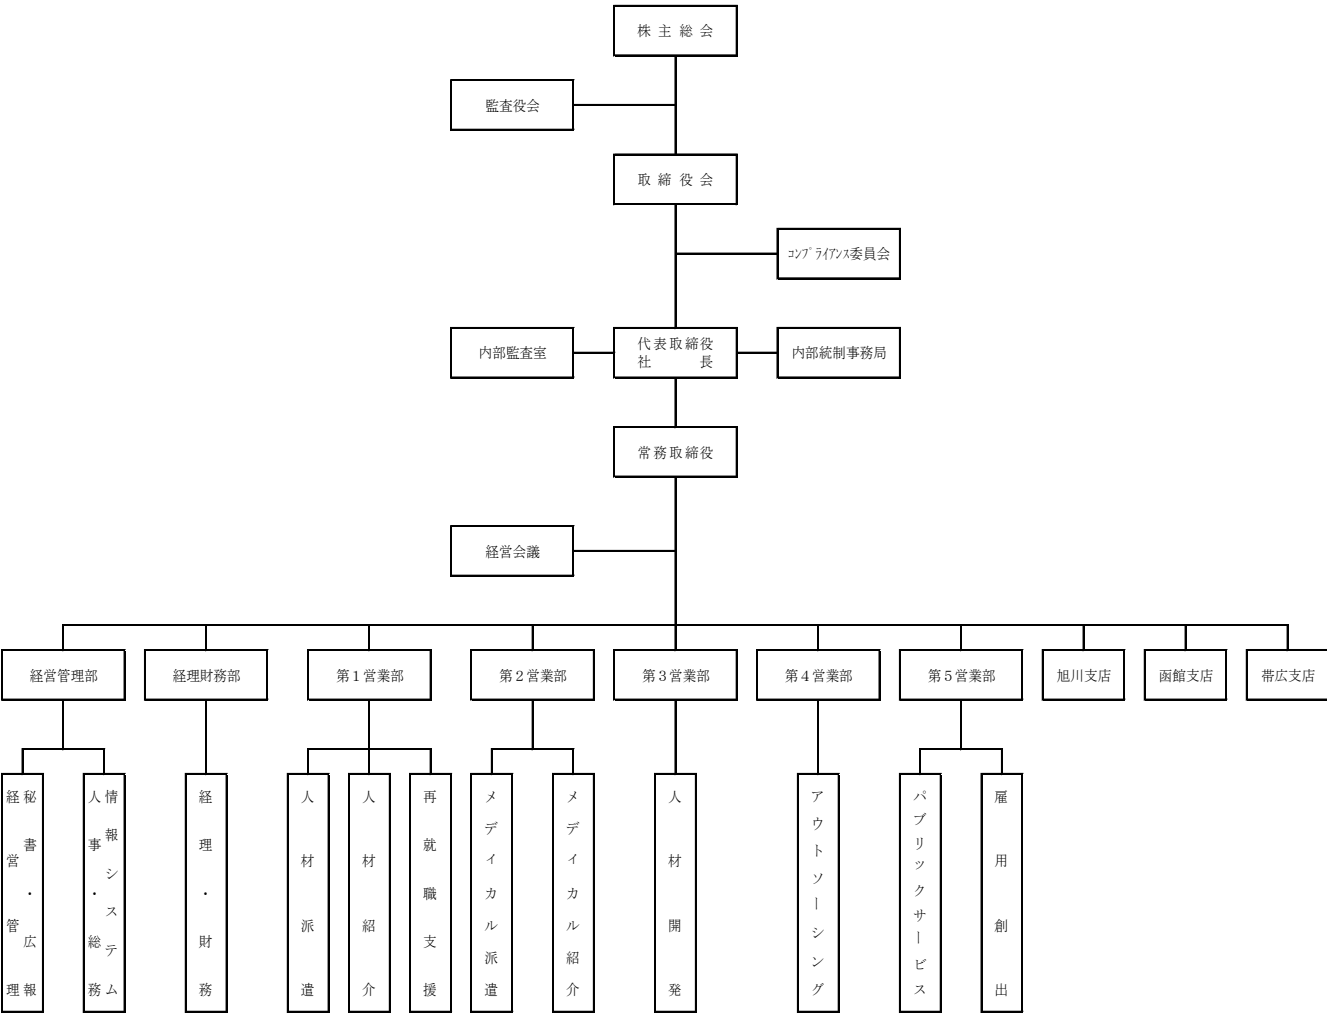 株主総会
監査役会
取締役会
ｺﾝﾌﾟﾗｲｱﾝｽ委員会
内部監査室
代表取締役
社長
内部統制事務局
常務取締役
経営会議
経営管理部
経理財務部
第１営業部
第２営業部
第３営業部
第４営業部
第５営業部
旭川支店
函館支店
帯広支店
秘書・広報
経営管理
情報システム
人事・総務
経理・財務
人材派遣
人材紹介
再就職支援
メディカル派遣
メディカル紹介
人材開発
アウトソーシング
パブリックサービス
雇用創出